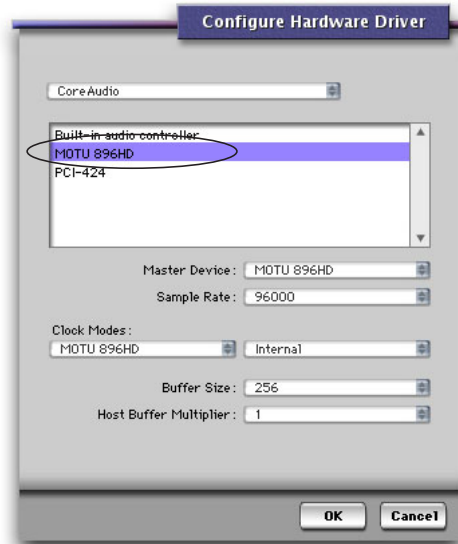 Configure Hardware Driver
CoreAudio
Built-in audio controller
MOTU 896HD
PCI-424
Master Device: MOTU 896HD
Sample Rate: 96000
Clock Modes:
MOTU 896HD Internal
Buffer Size: 256
Host Buffer Multiplier: 1
OK Cancel